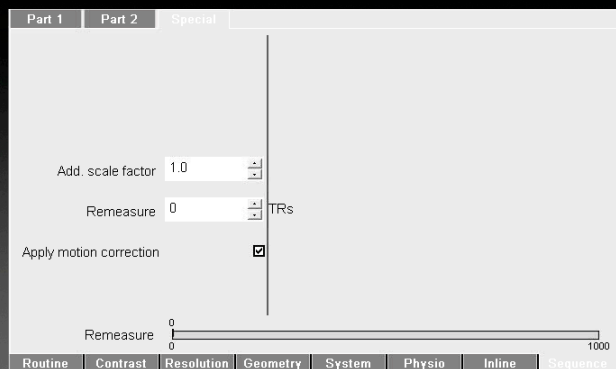 Part 1 Part 2 Special
Add. scale factor 1.0
Remeasure 0 TRs
Apply motion correction
0
Remeasure
0 1000
Routine Contrast Resolution Geometry System Physio Inline Sequence